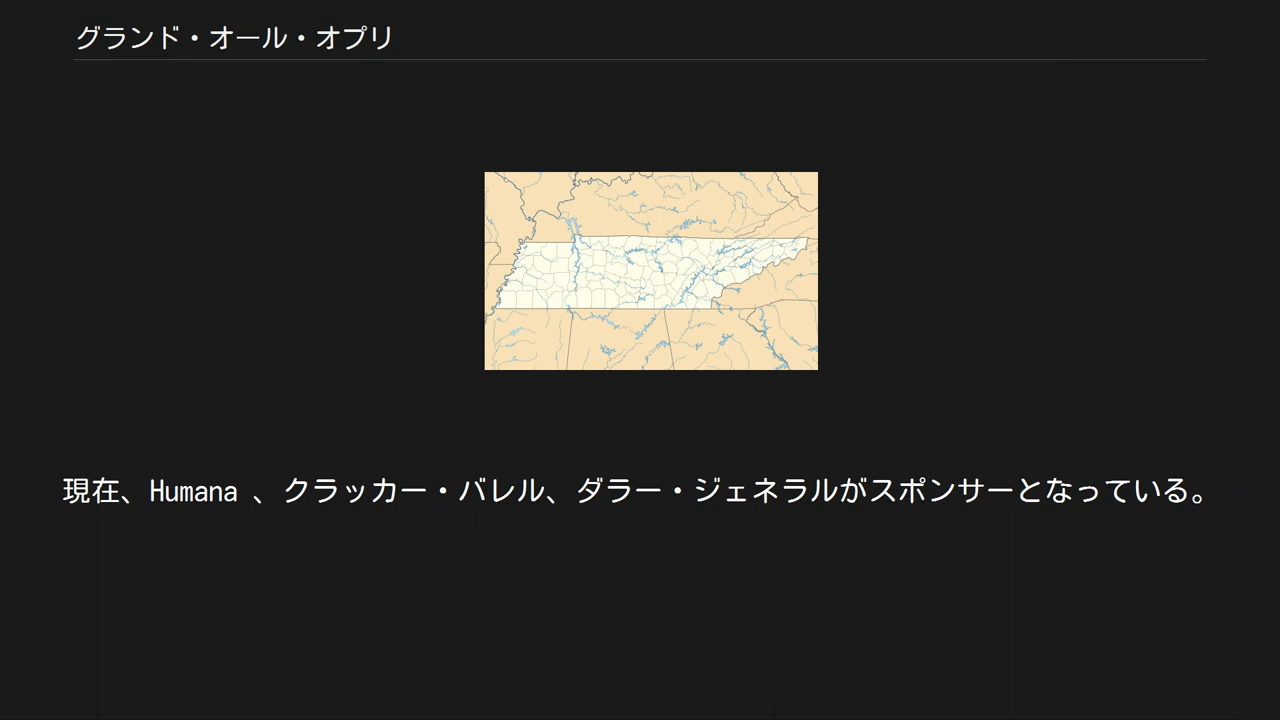 グランド・オール・オプリ
現在、Humana 、クラッカー・バレル、ダラー・ジェネラルがスポンサーとなっている。